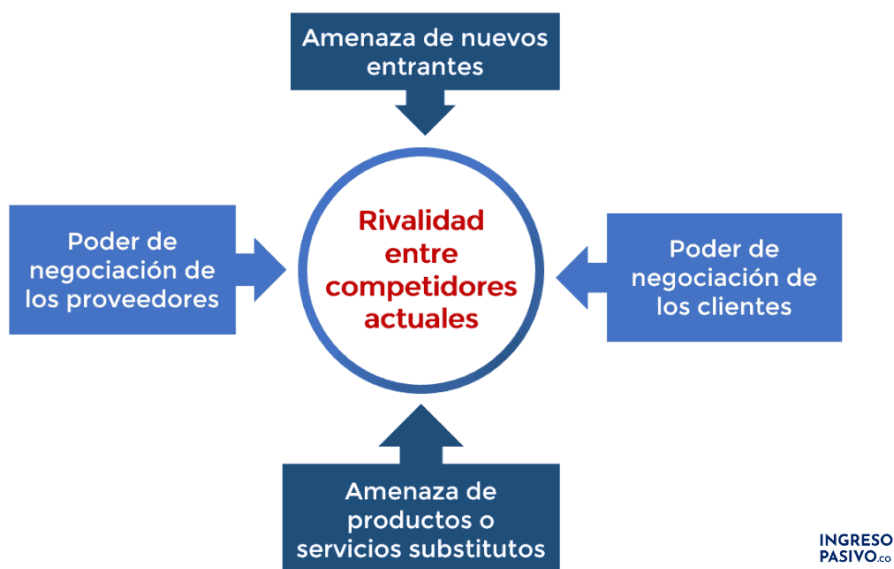 Amenaza de nuevos
entrantes
Rivalidad
entre
competidores
actuales
Poder de
negociación de
los proveedores
Poder de
negociación de
los clientes
Amenaza de
productos o
servicios substitutos
INGRESO
PASIVO.co